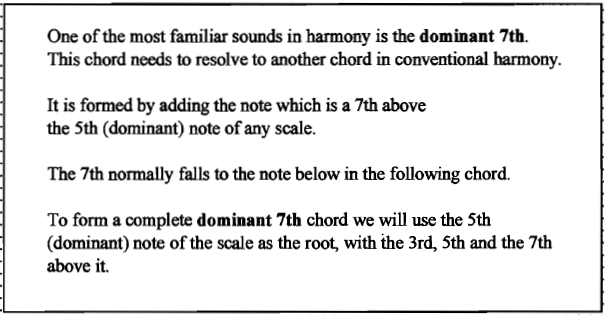 One of the most familiar sounds in harmony is the dominant 7th.
This chord needs to resolve to another chord in conventional harmony.
It is formed by adding the note which is a 7th above
the 5th (dominant) note of any scale.
The 7th normally falls to the note below in the following chord.
To form a complete dominant 7th chord we will use the 5th
(dominant) note of the scale as the root, with the 3rd, 5th and the 7th
above it.